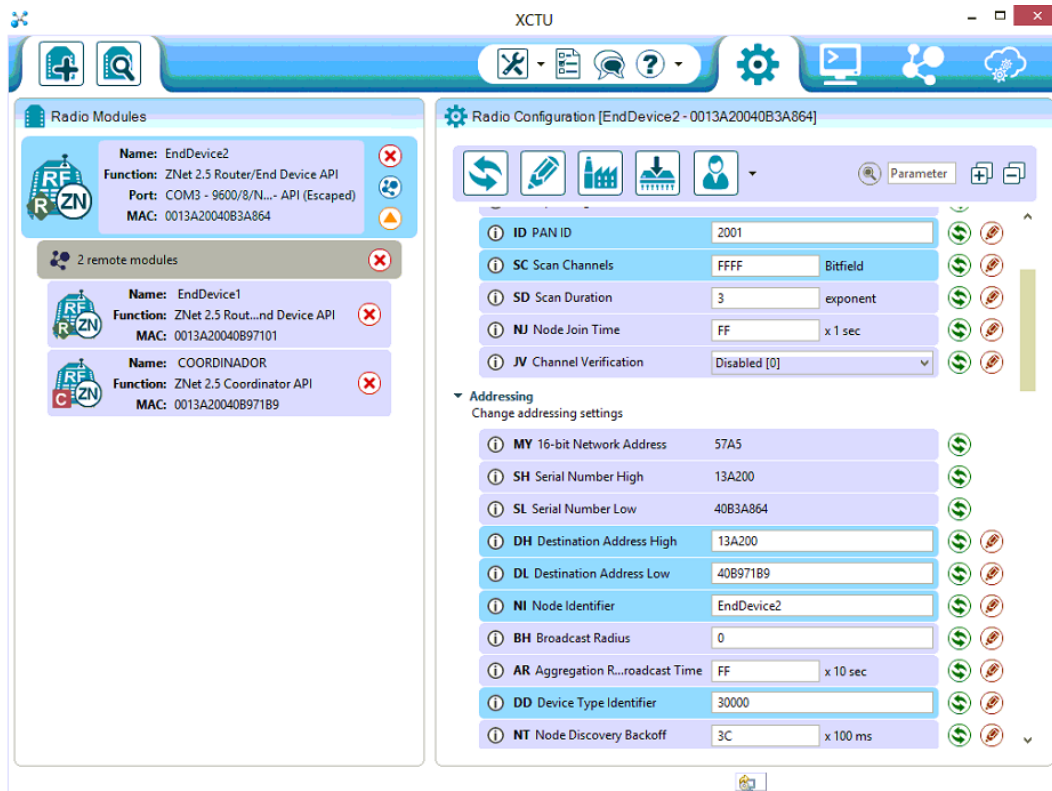 XCTU
Radio Modules
Name: EndDevice2
Function: ZNet 2.5 Router/End Device API
Port: COM3 - 9600/8/N...- API (Escaped)
MAC: 0013A20040B3A864
RF
R ZN
2 remote modules
Name: EndDevice1
Function: ZNet 2.5 Rout...nd Device API
MAC: 0013A20040B97101
RF
R ZN
Name: COORDINADOR
Function: ZNet 2.5 Coordinator API
MAC: 0013A20040B971B9
RF
C ZN
Radio Configuration [EndDevice2 - 0013A20040B3A864]
Parameter
ID PAN ID 2001
SC Scan Channels FFFF Bitfield
SD Scan Duration 3 exponent
NJ Node Join Time FF x 1 sec
JV Channel Verification Disabled [0]
Addressing
Change addressing settings
MY 16-bit Network Address 57A5
SH Serial Number High 13A200
SL Serial Number Low 40B3A864
DH Destination Address High 13A200
DL Destination Address Low 40B971B9
NI Node Identifier EndDevice2
BH Broadcast Radius 0
AR Aggregation R...roadcast Time FF x 10 sec
DD Device Type Identifier 30000
NT Node Discovery Backoff 3C x 100 ms